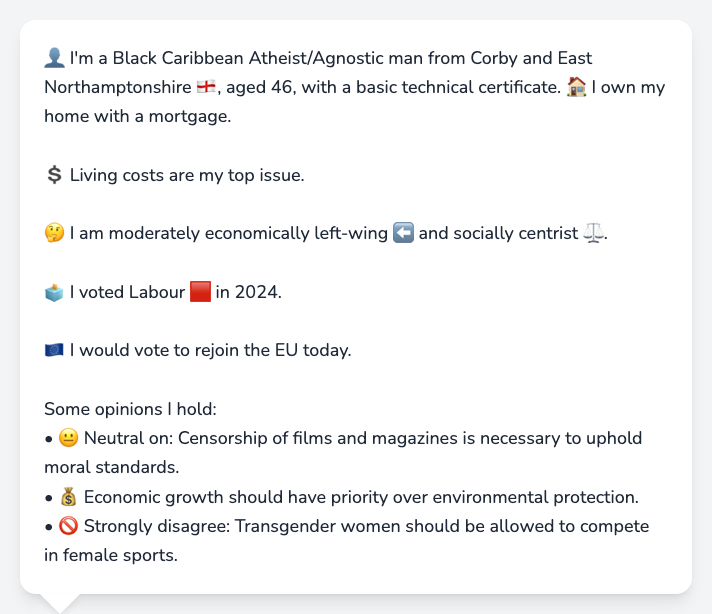 👤 I'm a Black Caribbean Atheist/Agnostic man from Corby and East
Northamptonshire 🏴󠁧󠁢󠁥󠁮󠁧󠁿, aged 46, with a basic technical certificate. 🏠 I own my
home with a mortgage.
💲 Living costs are my top issue.
🤔 I am moderately economically left-wing ⬅️ and socially centrist ⚖️.
🗳️ I voted Labour 🟥 in 2024.
🇪🇺 I would vote to rejoin the EU today.
Some opinions I hold:
• 😐 Neutral on: Censorship of films and magazines is necessary to uphold
moral standards.
• 💰 Economic growth should have priority over environmental protection.
• 🚫 Strongly disagree: Transgender women should be allowed to compete
in female sports.